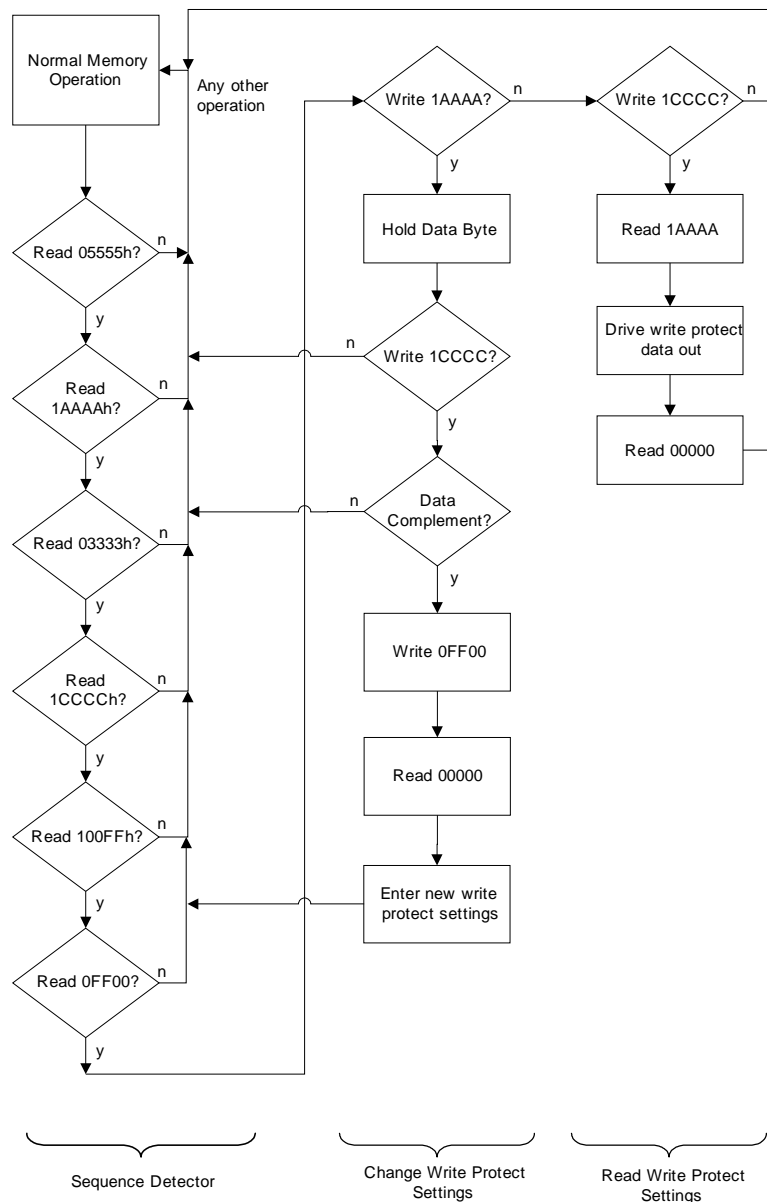 Normal Memory
Operation
Any other
operation
Read 05555h?
n
y
Read
1AAAAh?
n
y
Read 03333h?
n
y
Read
1CCCCh?
n
y
Read 100FFh?
n
y
Read 0FF00?
n
y
Sequence Detector
Write 1AAAA?
n
y
Hold Data Byte
Write 1CCCC?
n
y
Data
Complement?
n
y
Write 0FF00
Read 00000
Enter new write
protect settings
Change Write Protect
Settings
Write 1CCCC?
n
y
Read 1AAAA
Drive write protect
data out
Read 00000
Read Write Protect
Settings